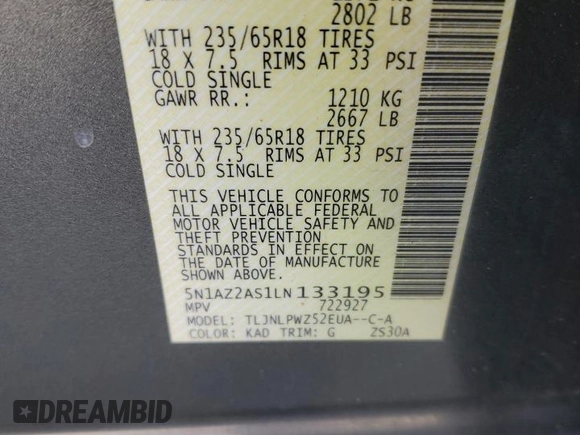 2802 LB
WITH 235/65R18 TIRES
18 X 7.5 RIMS AT 33 PSI
COLD SINGLE
GAWR RR.: 1210 KG
2667 LB
WITH 235/65R18 TIRES
18 X 7.5 RIMS AT 33 PSI
COLD SINGLE
THIS VEHICLE CONFORMS TO
ALL APPLICABLE FEDERAL
MOTOR VEHICLE SAFETY AND
THEFT PREVENTION
STANDARDS IN EFFECT ON
THE DATE OF MANUFACTURE
SHOWN ABOVE.
5N1AZ2AS1LN133195
MPV 722927
MODEL: TLJNLPWZ52EUA--C-A
COLOR: KAD TRIM: G ZS30A
DREAMBID